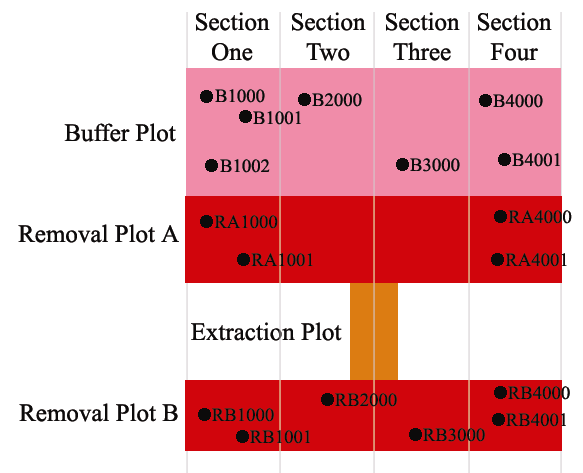 Section One
Section Two
Section Three
Section Four
Buffer Plot
B1000
B2000
B4000
B1001
B1002
B3000
B4001
Removal Plot A
RA1000
RA4000
RA1001
RA4001
Extraction Plot
Removal Plot B
RB1000
RB2000
RB4000
RB4001
RB1001
RB3000